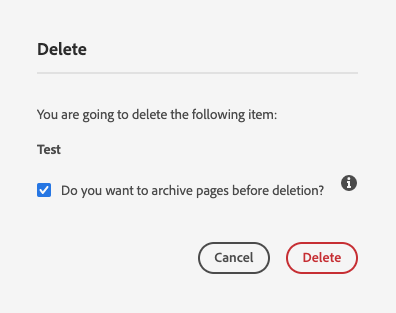 Delete
You are going to delete the following item:
Test
Do you want to archive pages before deletion?
Cancel
Delete